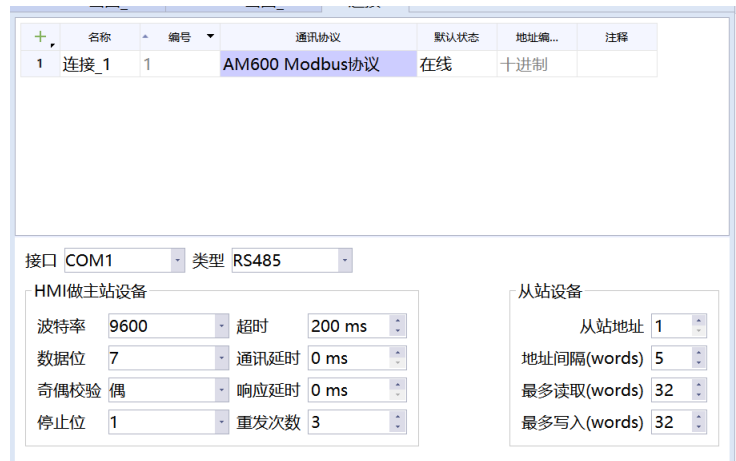 名称 编号 通讯协议 默认状态 地址编... 注释
1 连接_1 1 AM600 Modbus协议 在线 十进制
接口 COM1 类型 RS485
HMI做主站设备 从站设备
波特率 9600 超时 200 ms 从站地址 1
数据位 7 通讯延时 0 ms 地址间隔(words) 5
奇偶校验 偶 响应延时 0 ms 最多读取(words) 32
停止位 1 重发次数 3 最多写入(words) 32